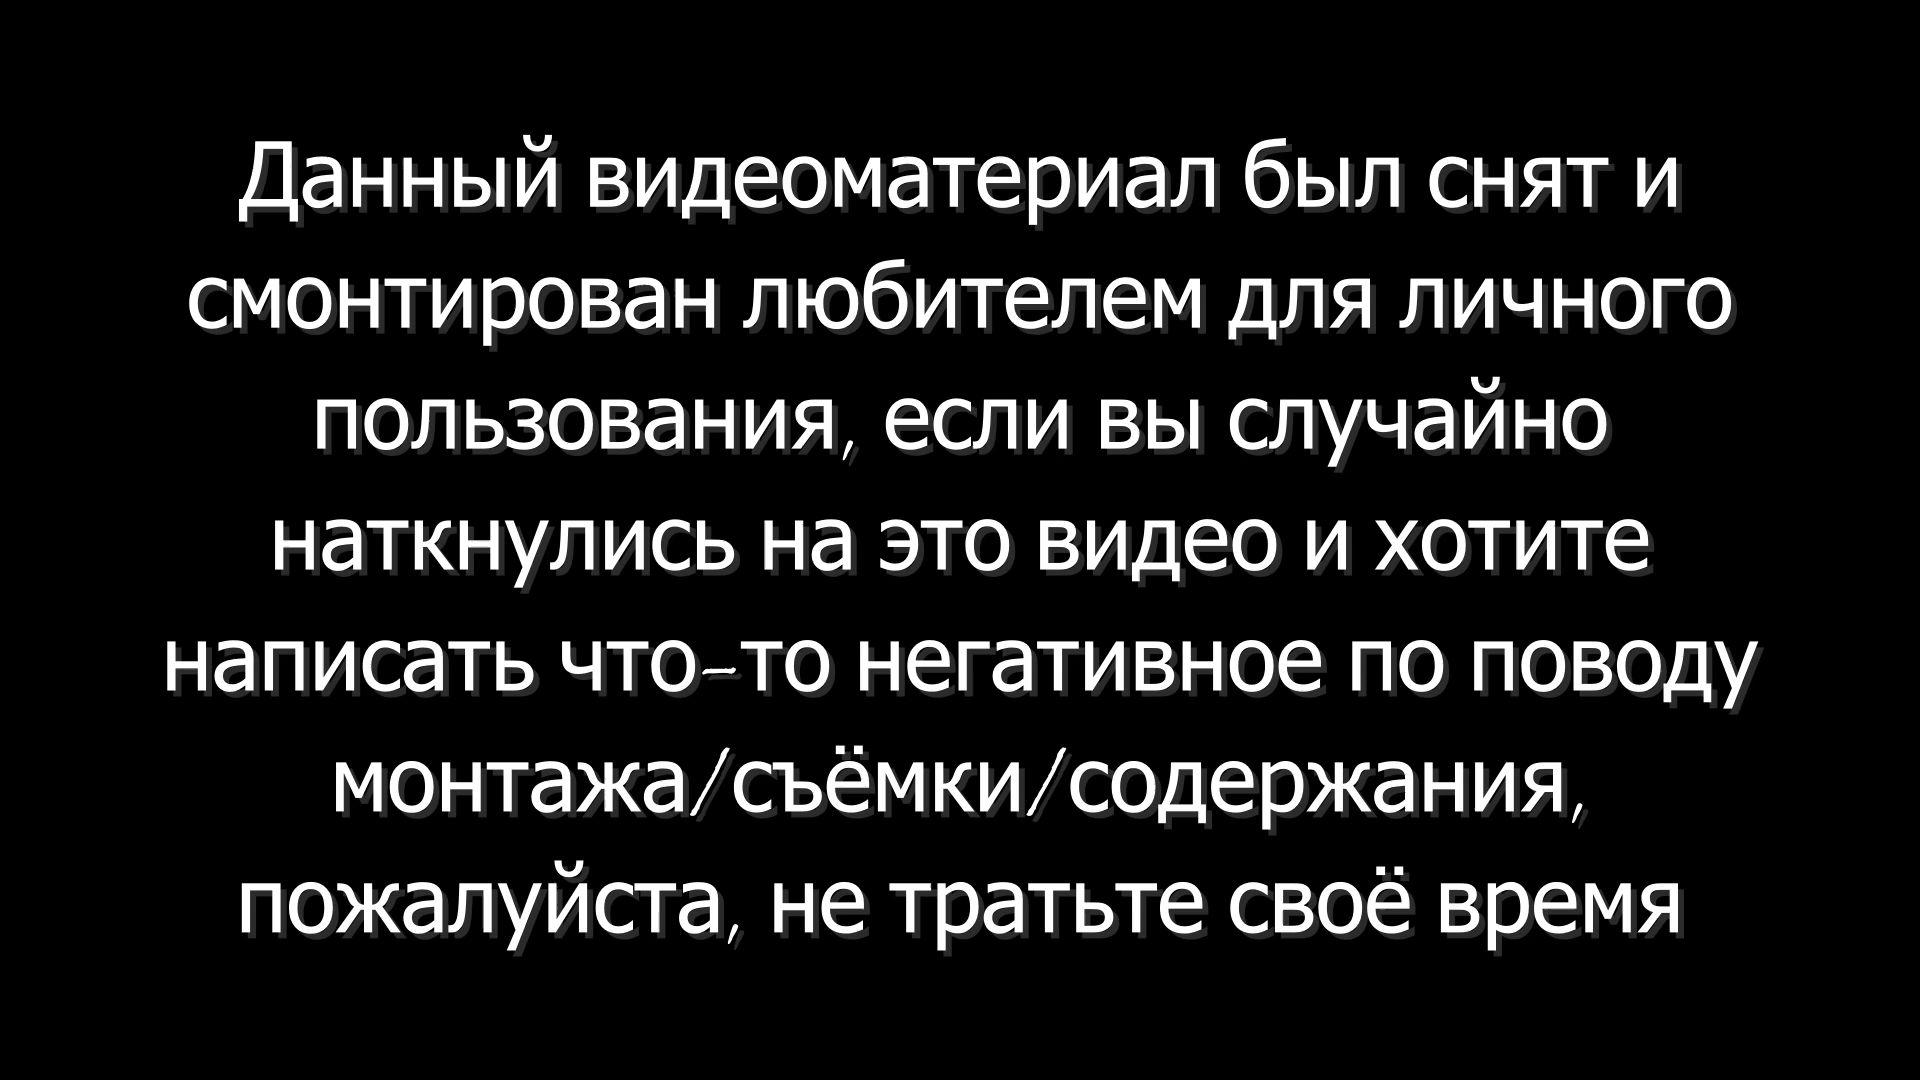 Данный видеоматериал был снят и
смонтирован любителем для личного
пользования, если вы случайно
наткнулись на это видео и хотите
написать что-то негативное по поводу
монтажа/съёмки/содержания,
пожалуйста, не тратьте своё время